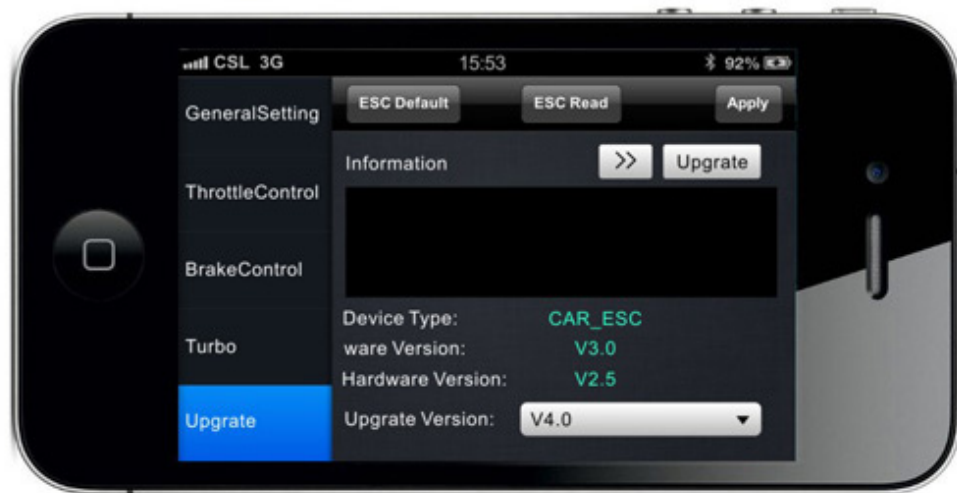 CSL 3G 15:53 92%
ESC Default ESC Read Apply
GeneralSetting
ThrottleControl
BrakeControl
Turbo
Upgrate
Information >> Upgrate
Device Type: CAR_ESC
ware Version: V3.0
Hardware Version: V2.5
Upgrate Version: V4.0